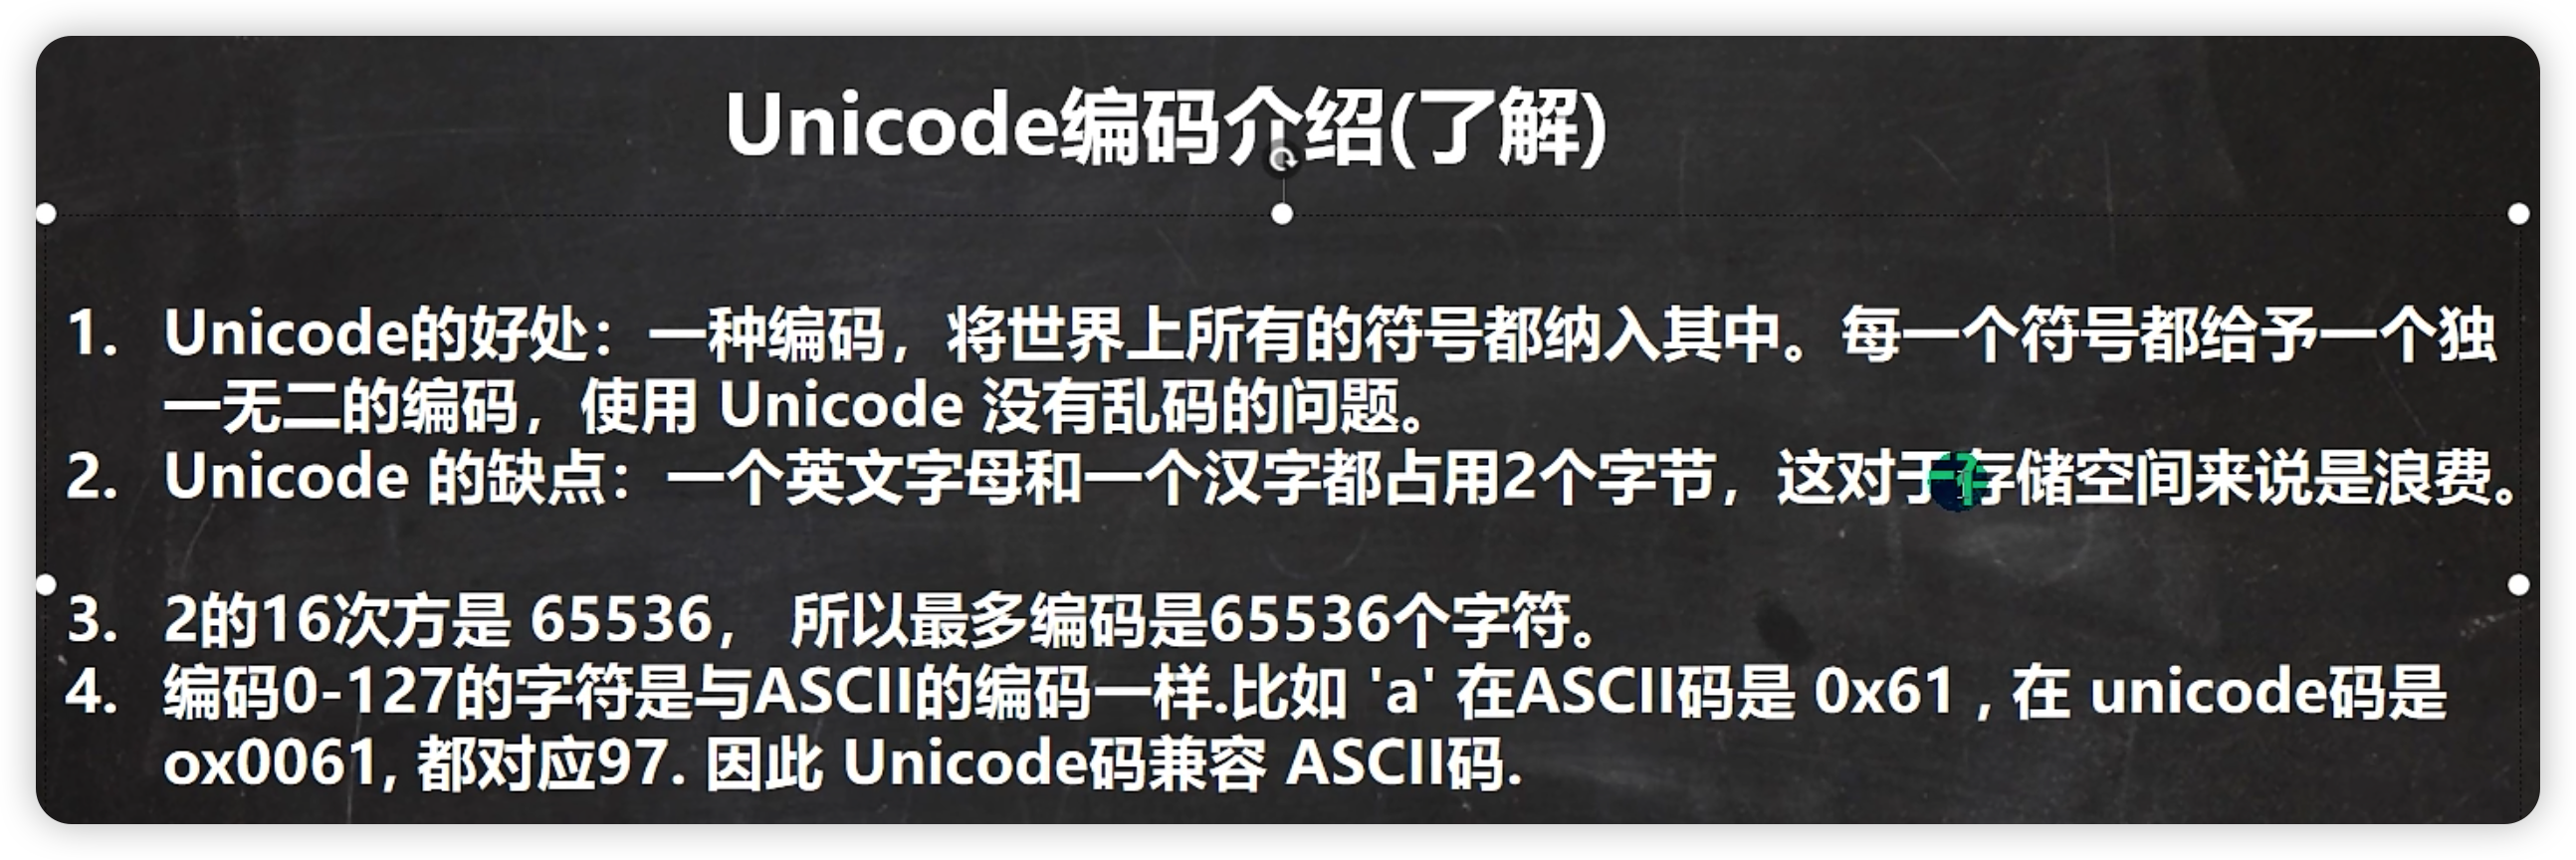 Unicode编码介绍(了解)
1. Unicode的好处：一种编码，将世界上所有的符号都纳入其中。每一个符号都给予一个独
一无二的编码，使用 Unicode 没有乱码的问题。
2. Unicode 的缺点：一个英文字母和一个汉字都占用2个字节，这对于存储空间来说是浪费。
3. 2的16次方是 65536， 所以最多编码是65536个字符。
4. 编码0-127的字符是与ASCII的编码一样.比如 'a' 在ASCII码是 0x61 , 在 unicode码是
ox0061, 都对应97. 因此 Unicode码兼容 ASCII码.